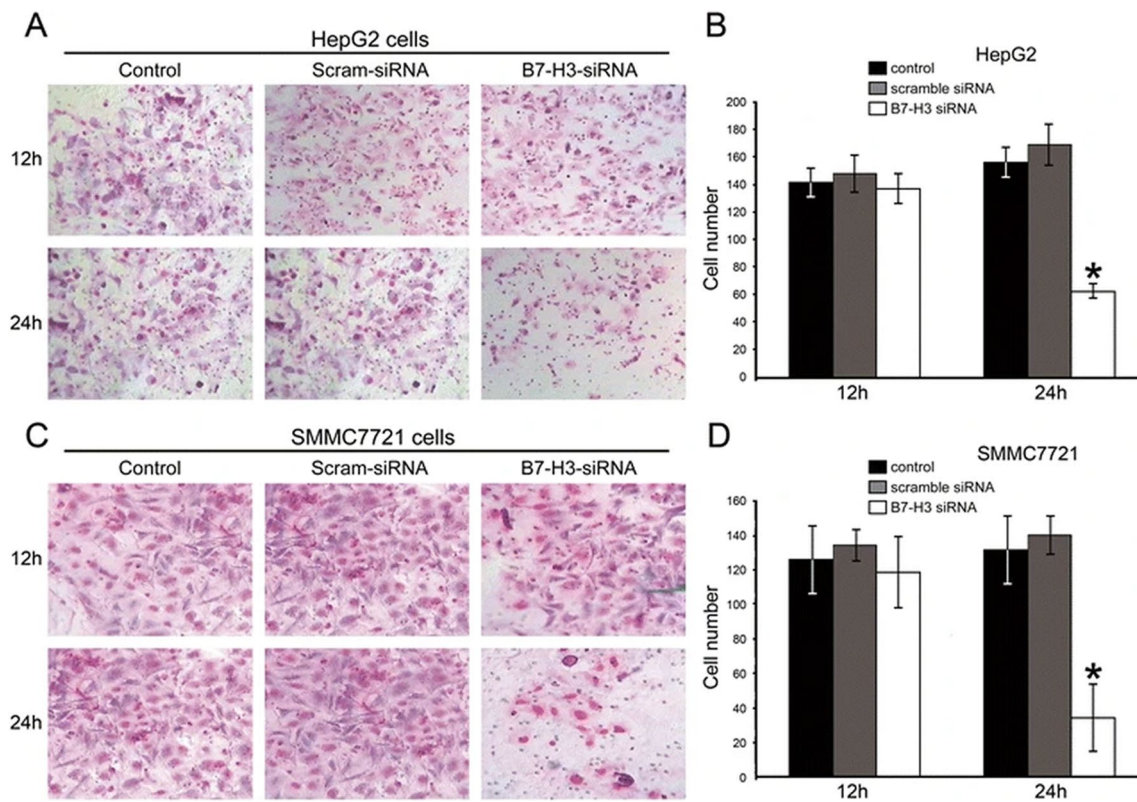 A
HepG2 cells
Control Scram-siRNA B7-H3-siRNA
12h
24h
B
HepG2
control
scramble siRNA
B7-H3 siRNA
Cell number
200
180
160
140
120
100
80
60
40
20
0
*
12h 24h
C
SMMC7721 cells
Control Scram-siRNA B7-H3-siRNA
12h
24h
D
SMMC7721
control
scramble siRNA
B7-H3 siRNA
Cell number
160
140
120
100
80
60
40
20
0
*
12h 24h